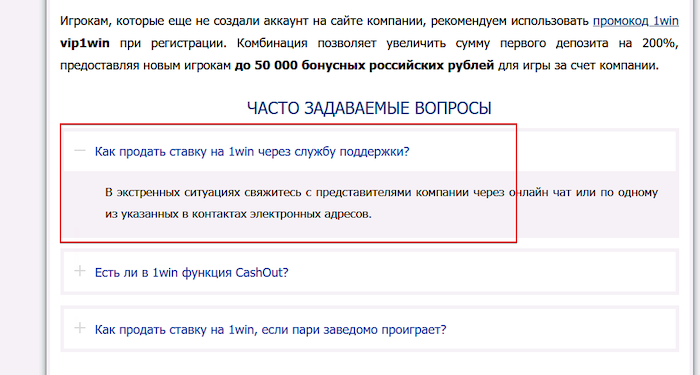 Игрокам, которые еще не создали аккаунт на сайте компании, рекомендуем использовать промокод 1win
vip1win при регистрации. Комбинация позволяет увеличить сумму первого депозита на 200%,
предоставляя новым игрокам до 50 000 бонусных российских рублей для игры за счет компании.
ЧАСТО ЗАДАВАЕМЫЕ ВОПРОСЫ
Как продать ставку на 1win через службу поддержки?
В экстренных ситуациях свяжитесь с представителями компании через онлайн чат или по одному
из указанных в контактах электронных адресов.
Есть ли в 1win функция CashOut?
Как продать ставку на 1win, если пари заведомо проиграет?